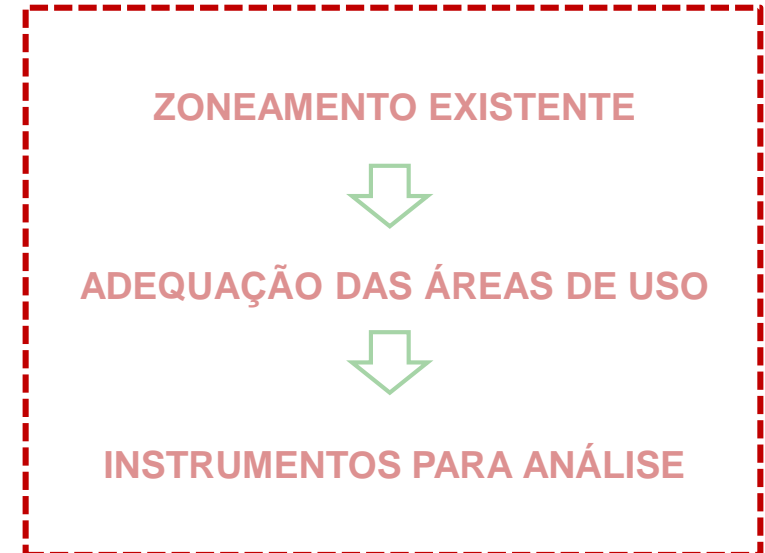 ZONEAMENTO EXISTENTE
ADEQUAÇÃO DAS ÁREAS DE USO
INSTRUMENTOS PARA ANÁLISE